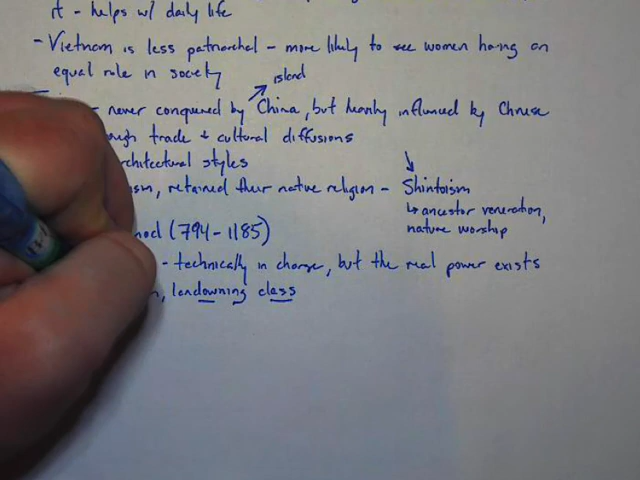 it - helps w/ daily life
- Vietnam is less patriarchal - more likely to see women having an
equal role in society
island
- never conquered by China, but heavily influenced by Chinese
trade + cultural diffusions
architectural styles
retained their native religion - Shintoism
↳ ancestor veneration,
nature worship
(794-1185)
- technically in charge, but the real power exists
landowning class